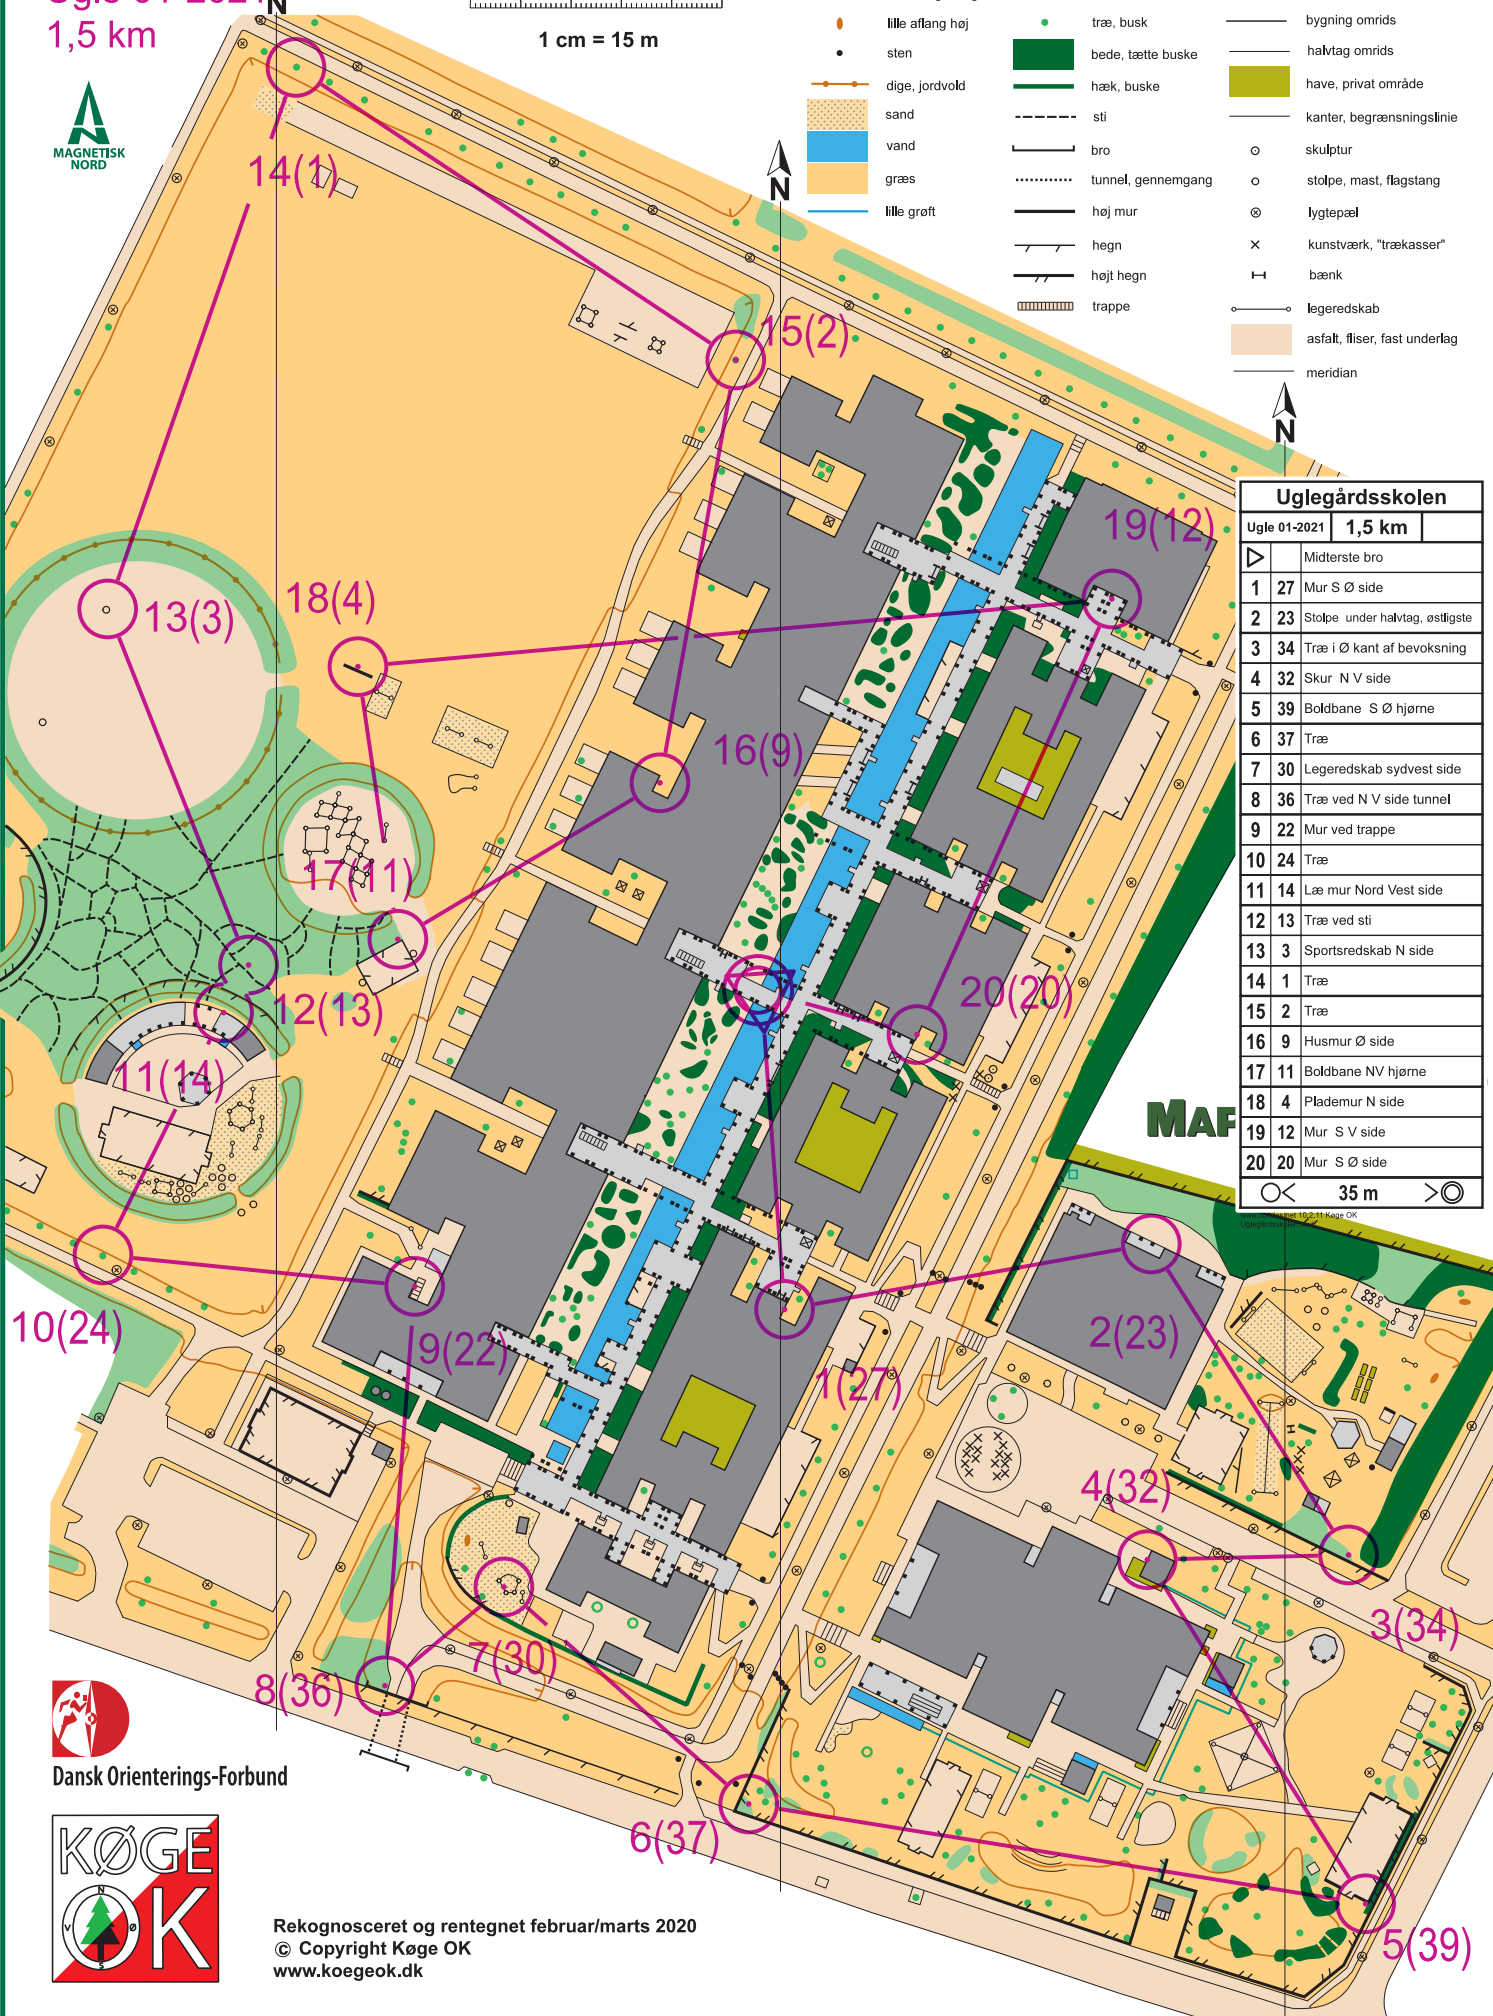 Ugle 01-2021
1,5 km
N
1 cm = 15 m
MAGNETISK
NORD
lille aflang høj
sten
dige, jordvold
sand
vand
græs
lille grøft
træ, busk
bede, tætte buske
hæk, buske
sti
bro
tunnel, gennemgang
høj mur
hegn
højt hegn
trappe
bygning omrids
halvtag omrids
have, privat område
kanter, begrænsningslinie
skulptur
stolpe, mast, flagstang
lygtepæl
kunstværk, "trækasser"
bænk
legeredskab
asfalt, fliser, fast underlag
meridian
N
N
14(1)
15(2)
19(12)
13(3)
18(4)
16(9)
17(11)
20(20)
12(13)
11(14)
10(24)
9(22)
1(27)
2(23)
4(32)
3(34)
7(30)
8(36)
6(37)
5(39)
Uglegårdsskolen
Ugle 01-2021 1,5 km
Midterste bro
1 27 Mur S Ø side
2 23 Stolpe under halvtag, østligste
3 34 Træ i Ø kant af bevoksning
4 32 Skur N V side
5 39 Boldbane S Ø hjørne
6 37 Træ
7 30 Legeredskab sydvest side
8 36 Træ ved N V side tunnel
9 22 Mur ved trappe
10 24 Træ
11 14 Læ mur Nord Vest side
12 13 Træ ved sti
13 3 Sportsredskab N side
14 1 Træ
15 2 Træ
16 9 Husmur Ø side
17 11 Boldbane NV hjørne
18 4 Plademur N side
19 12 Mur S V side
20 20 Mur S Ø side
35 m
MAP
Dansk Orienterings-Forbund
KØGE
OK
N
V Ø
S
Rekognosceret og rentegnet februar/marts 2020
© Copyright Køge OK
www.koegeok.dk